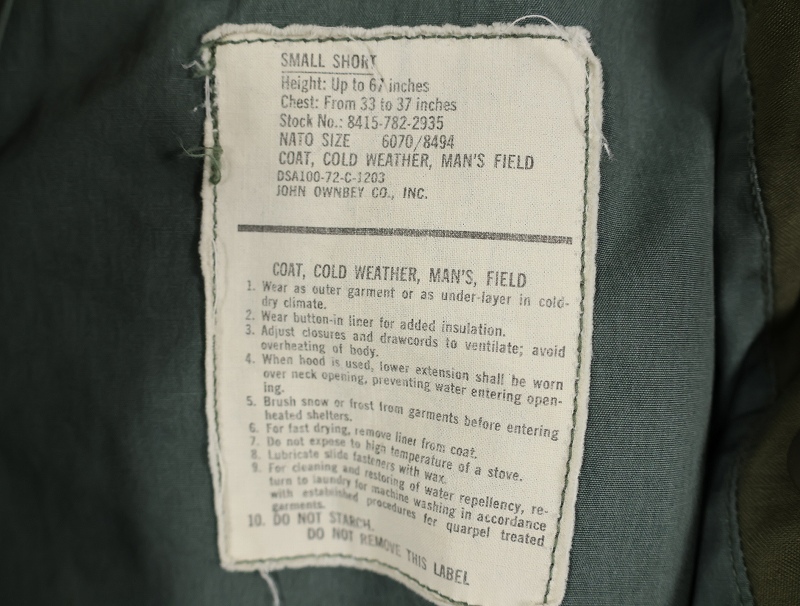 SMALL SHORT
Height: Up to 67 inches
Chest: From 33 to 37 inches
Stock No.: 8415-782-2935
NATO SIZE 6070/8494
COAT, COLD WEATHER, MAN'S FIELD
DSA100-72-C-1203
JOHN OWNBEY CO., INC.
COAT, COLD WEATHER, MAN'S, FIELD
1. Wear as outer garment or as under-layer in cold-
dry climate.
2. Wear button-in liner for added insulation.
3. Adjust closures and drawcords to ventilate; avoid
overheating of body.
4. When hood is used, lower extension shall be worn
over neck opening, preventing water entering open-
ing.
5. Brush snow or frost from garments before entering
heated shelters.
6. For fast drying, remove liner from coat.
7. Do not expose to high temperature of a stove.
8. Lubricate slide fasteners with wax.
9. For cleaning and restoring of water repellency, re-
turn to laundry for machine washing in accordance
with established procedures for quarpel treated
garments.
10. DO NOT STARCH.
DO NOT REMOVE THIS LABEL